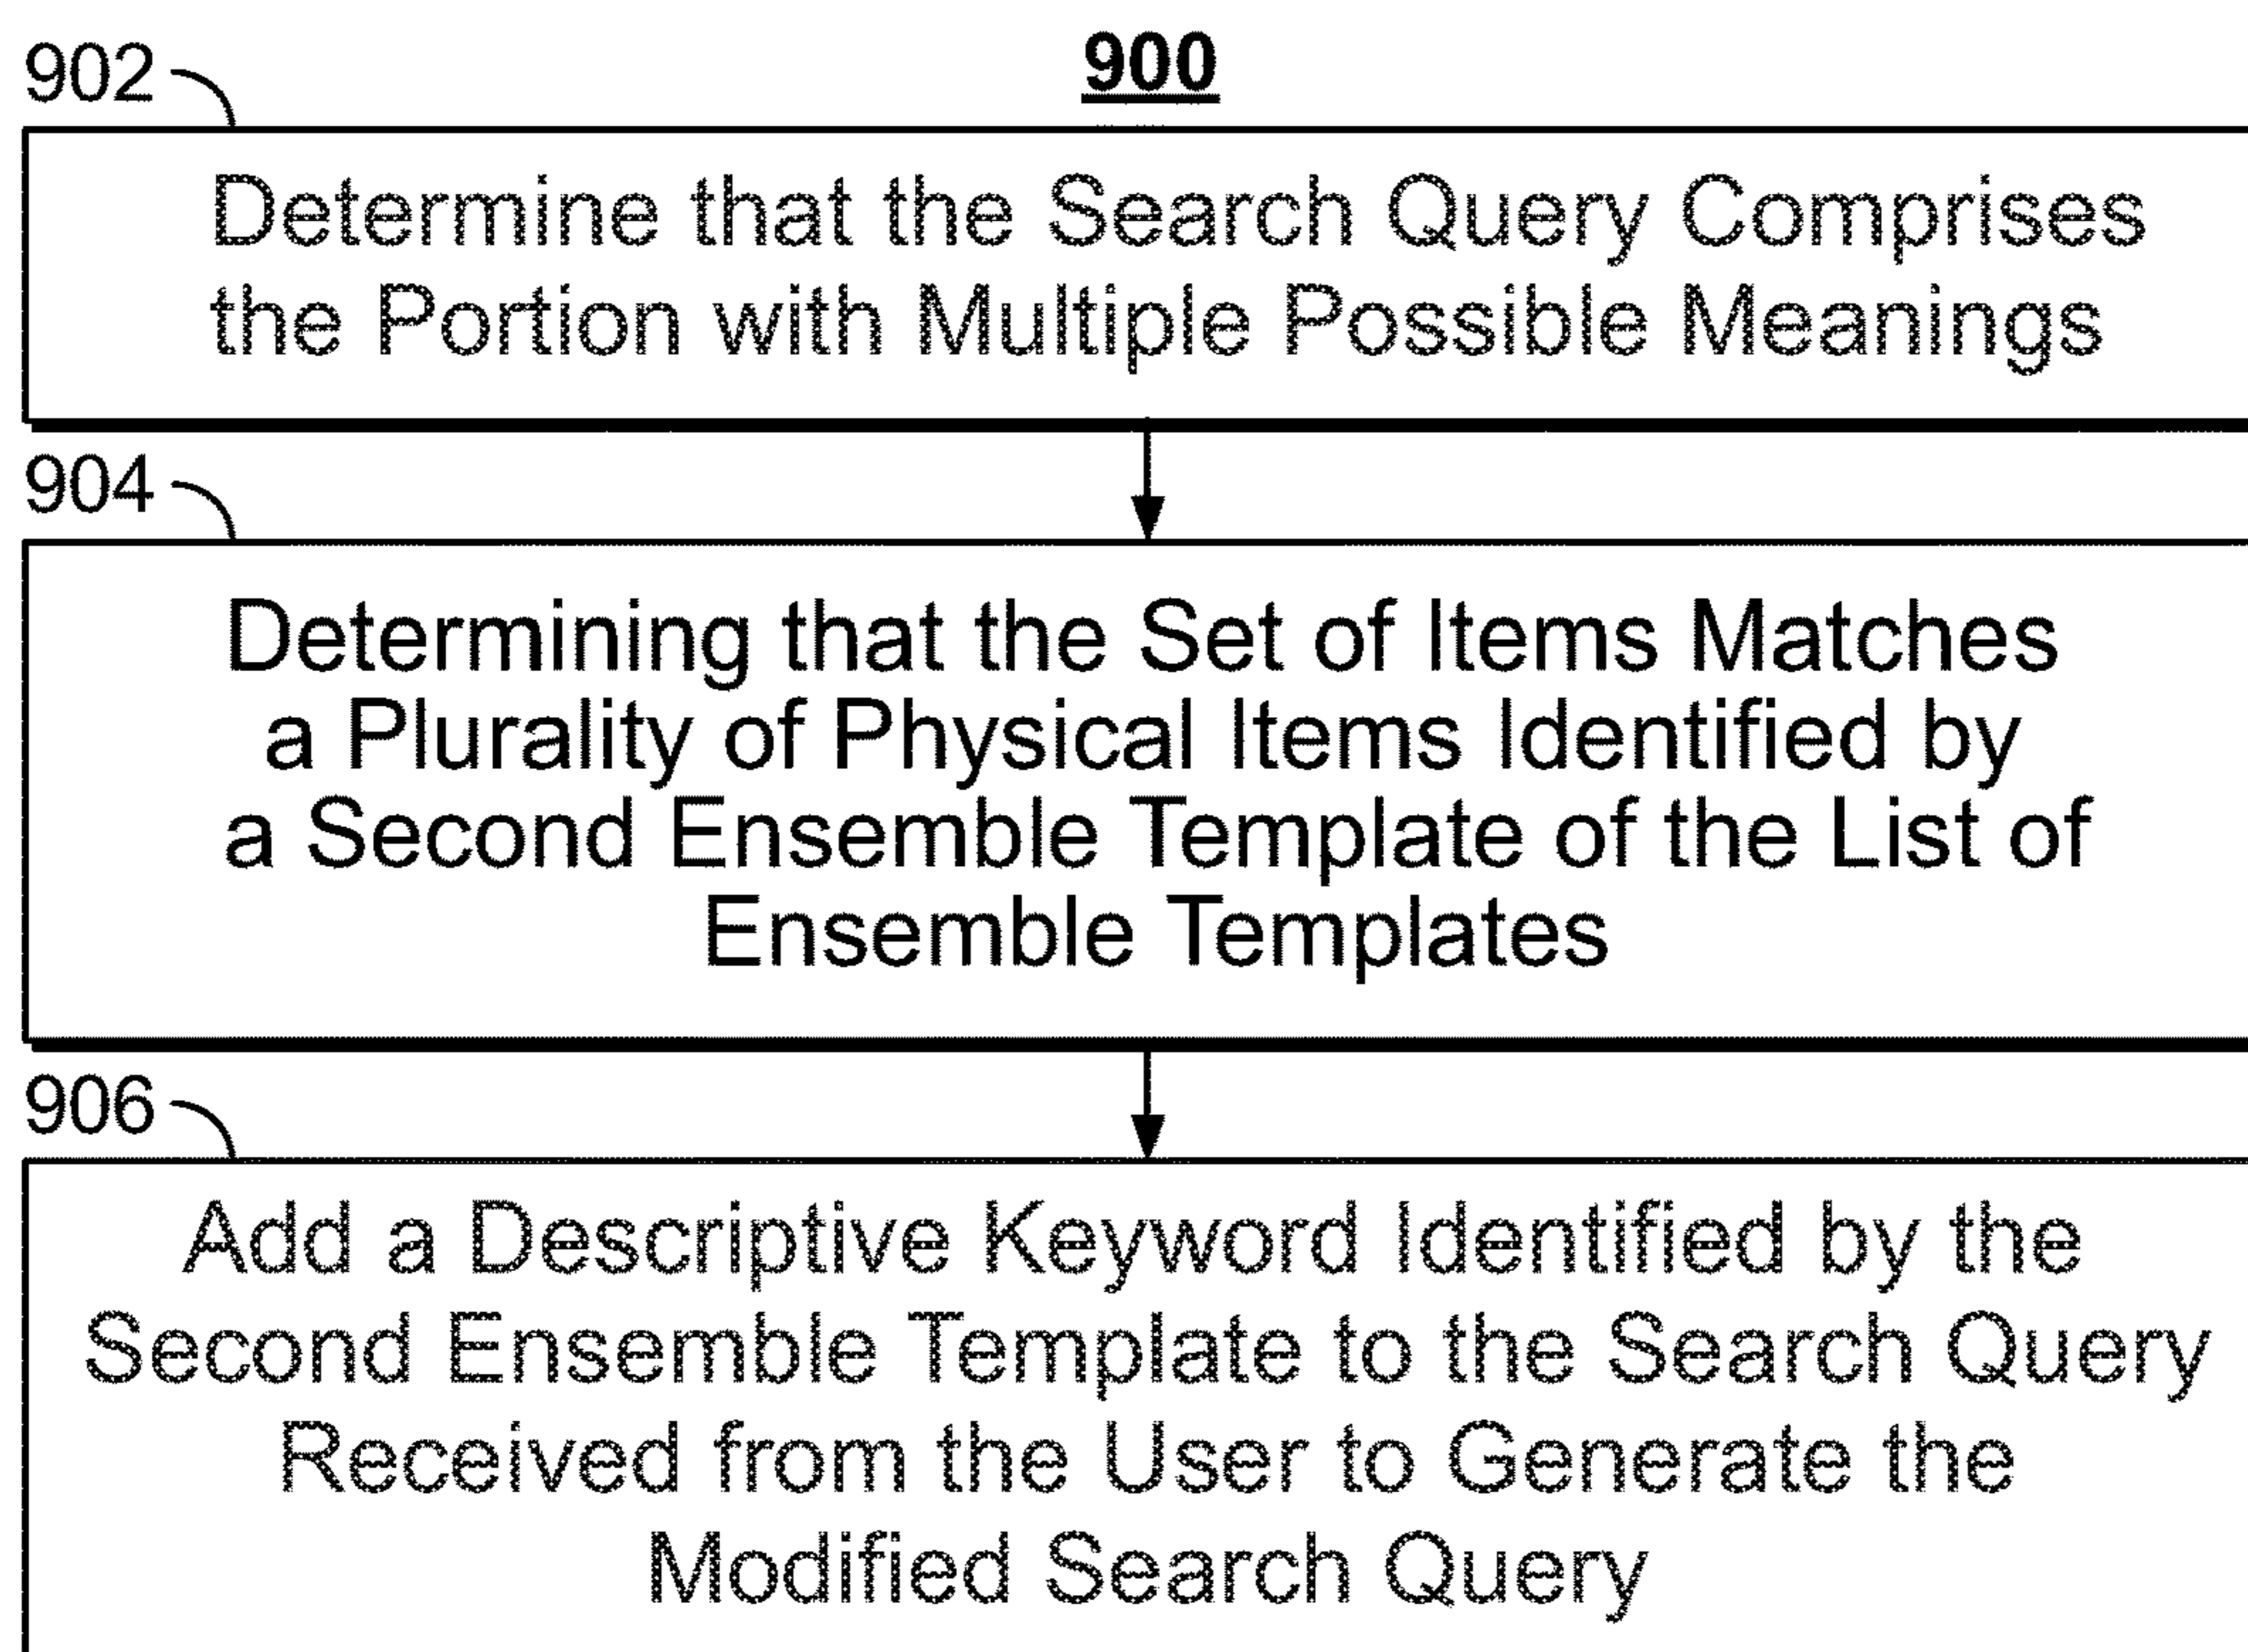 900
902
Determine that the Search Query Comprises
the Portion with Multiple Possible Meanings
904
Determining that the Set of Items Matches
a Plurality of Physical Items Identified by
a Second Ensemble Template of the List of
Ensemble Templates
906
Add a Descriptive Keyword Identified by the
Second Ensemble Template to the Search Query
Received from the User to Generate the
Modified Search Query